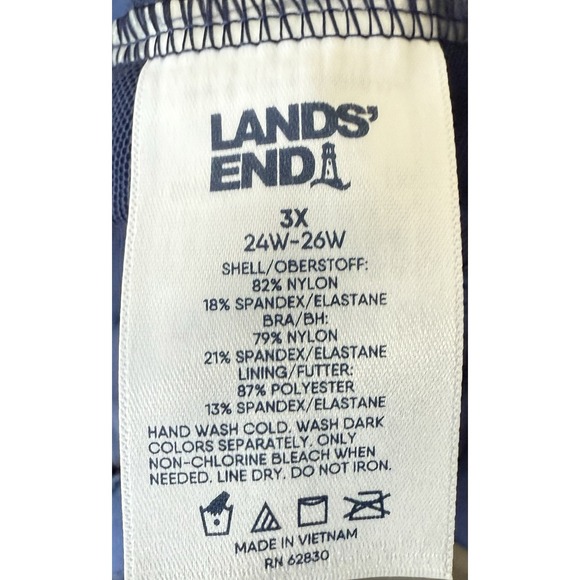 LANDS'
END
3X
24W-26W
SHELL/OBERSTOFF:
82% NYLON
18% SPANDEX/ELASTANE
BRA/BH:
79% NYLON
21% SPANDEX/ELASTANE
LINING/FUTTER:
87% POLYESTER
13% SPANDEX/ELASTANE
HAND WASH COLD. WASH DARK
COLORS SEPARATELY. ONLY
NON-CHLORINE BLEACH WHEN
NEEDED. LINE DRY. DO NOT IRON.
MADE IN VIETNAM
RN 62830